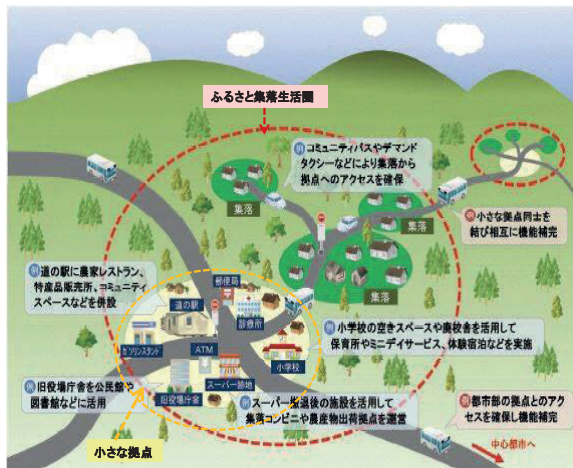 ふるさと集落生活圏
例 コミュニティバスやデマンド
タクシーなどにより集落から
拠点へのアクセスを確保
集落
集落
集落
例 小さな拠点同士を
結び相互に機能補完
例 道の駅に農家レストラン、
特産品販売所、コミュニティ
スペースなどを併設
郵便局
道の駅
診療所
ガソリンスタンド
ATM
小学校
例 小学校の空きスペースや廃校舎を活用して
保育所やミニデイサービス、体験宿泊などを実施
例 旧役場庁舎を公民館や
図書館などに活用
旧役場庁舎
スーパー跡地
例 スーパー撤退後の施設を活用して
集落コンビニや農産物出荷拠点を運営
例 都市部の拠点とのアク
セスを確保し機能補完
小さな拠点
中心都市へ